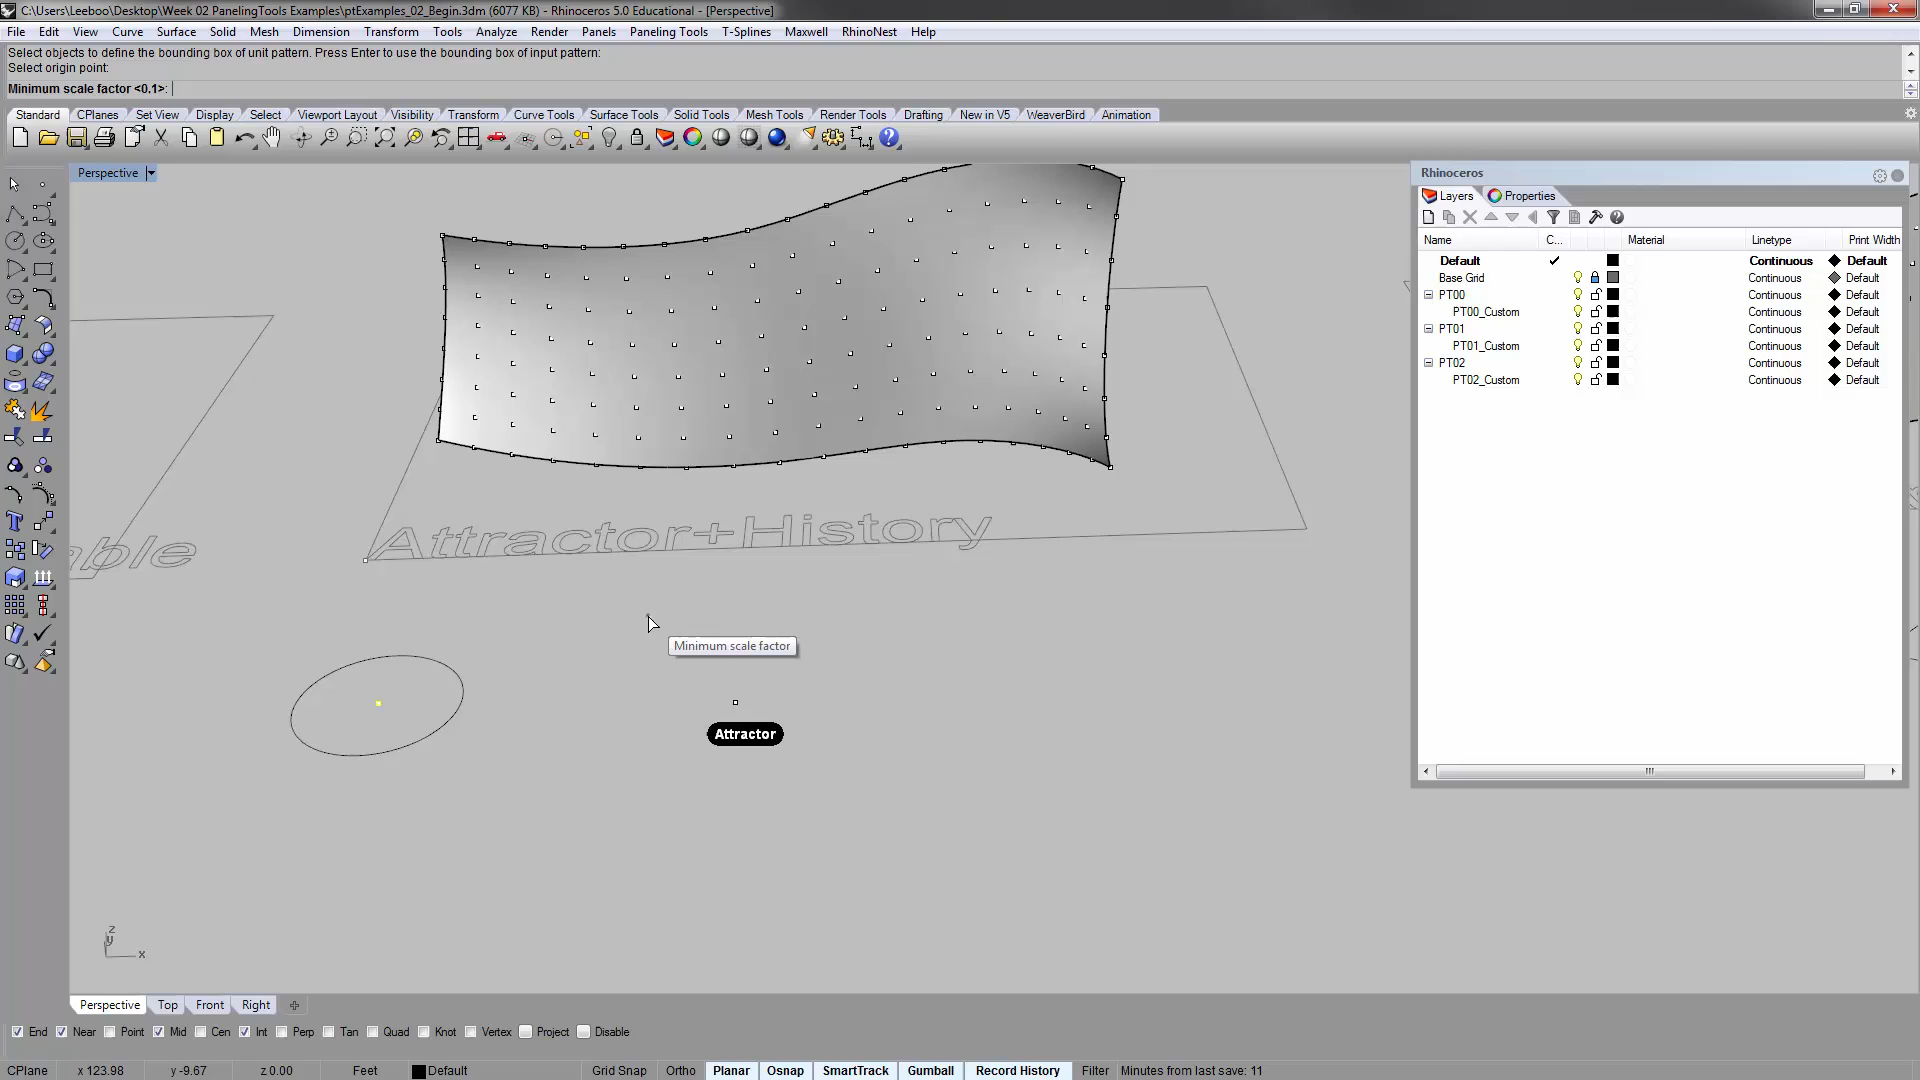 C:\Users\Leeboo\Desktop\Week 02 PanelingTools Examples\ptExamples_02_Begin.3dm (6077 KB) - Rhinoceros 5.0 Educational - [Perspective]
File Edit View Curve Surface Solid Mesh Dimension Transform Tools Analyze Render Panels Paneling Tools T-Splines Maxwell RhinoNest Help
Select objects to define the bounding box of unit pattern. Press Enter to use the bounding box of input pattern:
Select origin point:
Minimum scale factor <0.1>:
Standard CPlanes Set View Display Select Viewport Layout Visibility Transform Curve Tools Surface Tools Solid Tools Mesh Tools Render Tools Drafting New in V5 WeaverBird Animation
Perspective
Rhinoceros
Layers Properties
Name C... Material Linetype Print Width
Default Continuous Default
Base Grid Continuous Default
PT00 Continuous Default
PT00_Custom Continuous Default
PT01 Continuous Default
PT01_Custom Continuous Default
PT02 Continuous Default
PT02_Custom Continuous Default
Attractor+History
Minimum scale factor
Attractor
z
y
x
Perspective Top Front Right
End Near Point Mid Cen Int Perp Tan Quad Knot Vertex Project Disable
CPlane x 123.98 y -9.67 z 0.00 Feet Default Grid Snap Ortho Planar Osnap SmartTrack Gumball Record History Filter Minutes from last save: 11